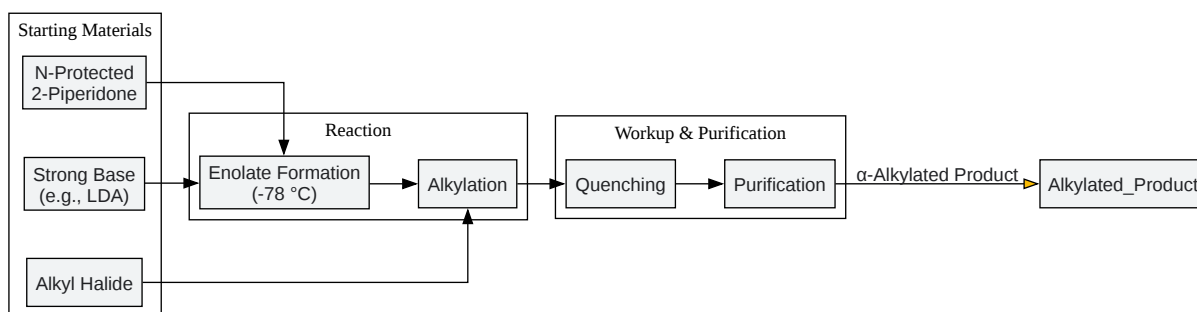 Starting Materials
N-Protected
2-Piperidone
Strong Base
(e.g., LDA)
Alkyl Halide
Reaction
Enolate Formation
(-78 °C)
Alkylation
Workup & Purification
Quenching
Purification
α-Alkylated Product
Alkylated_Product